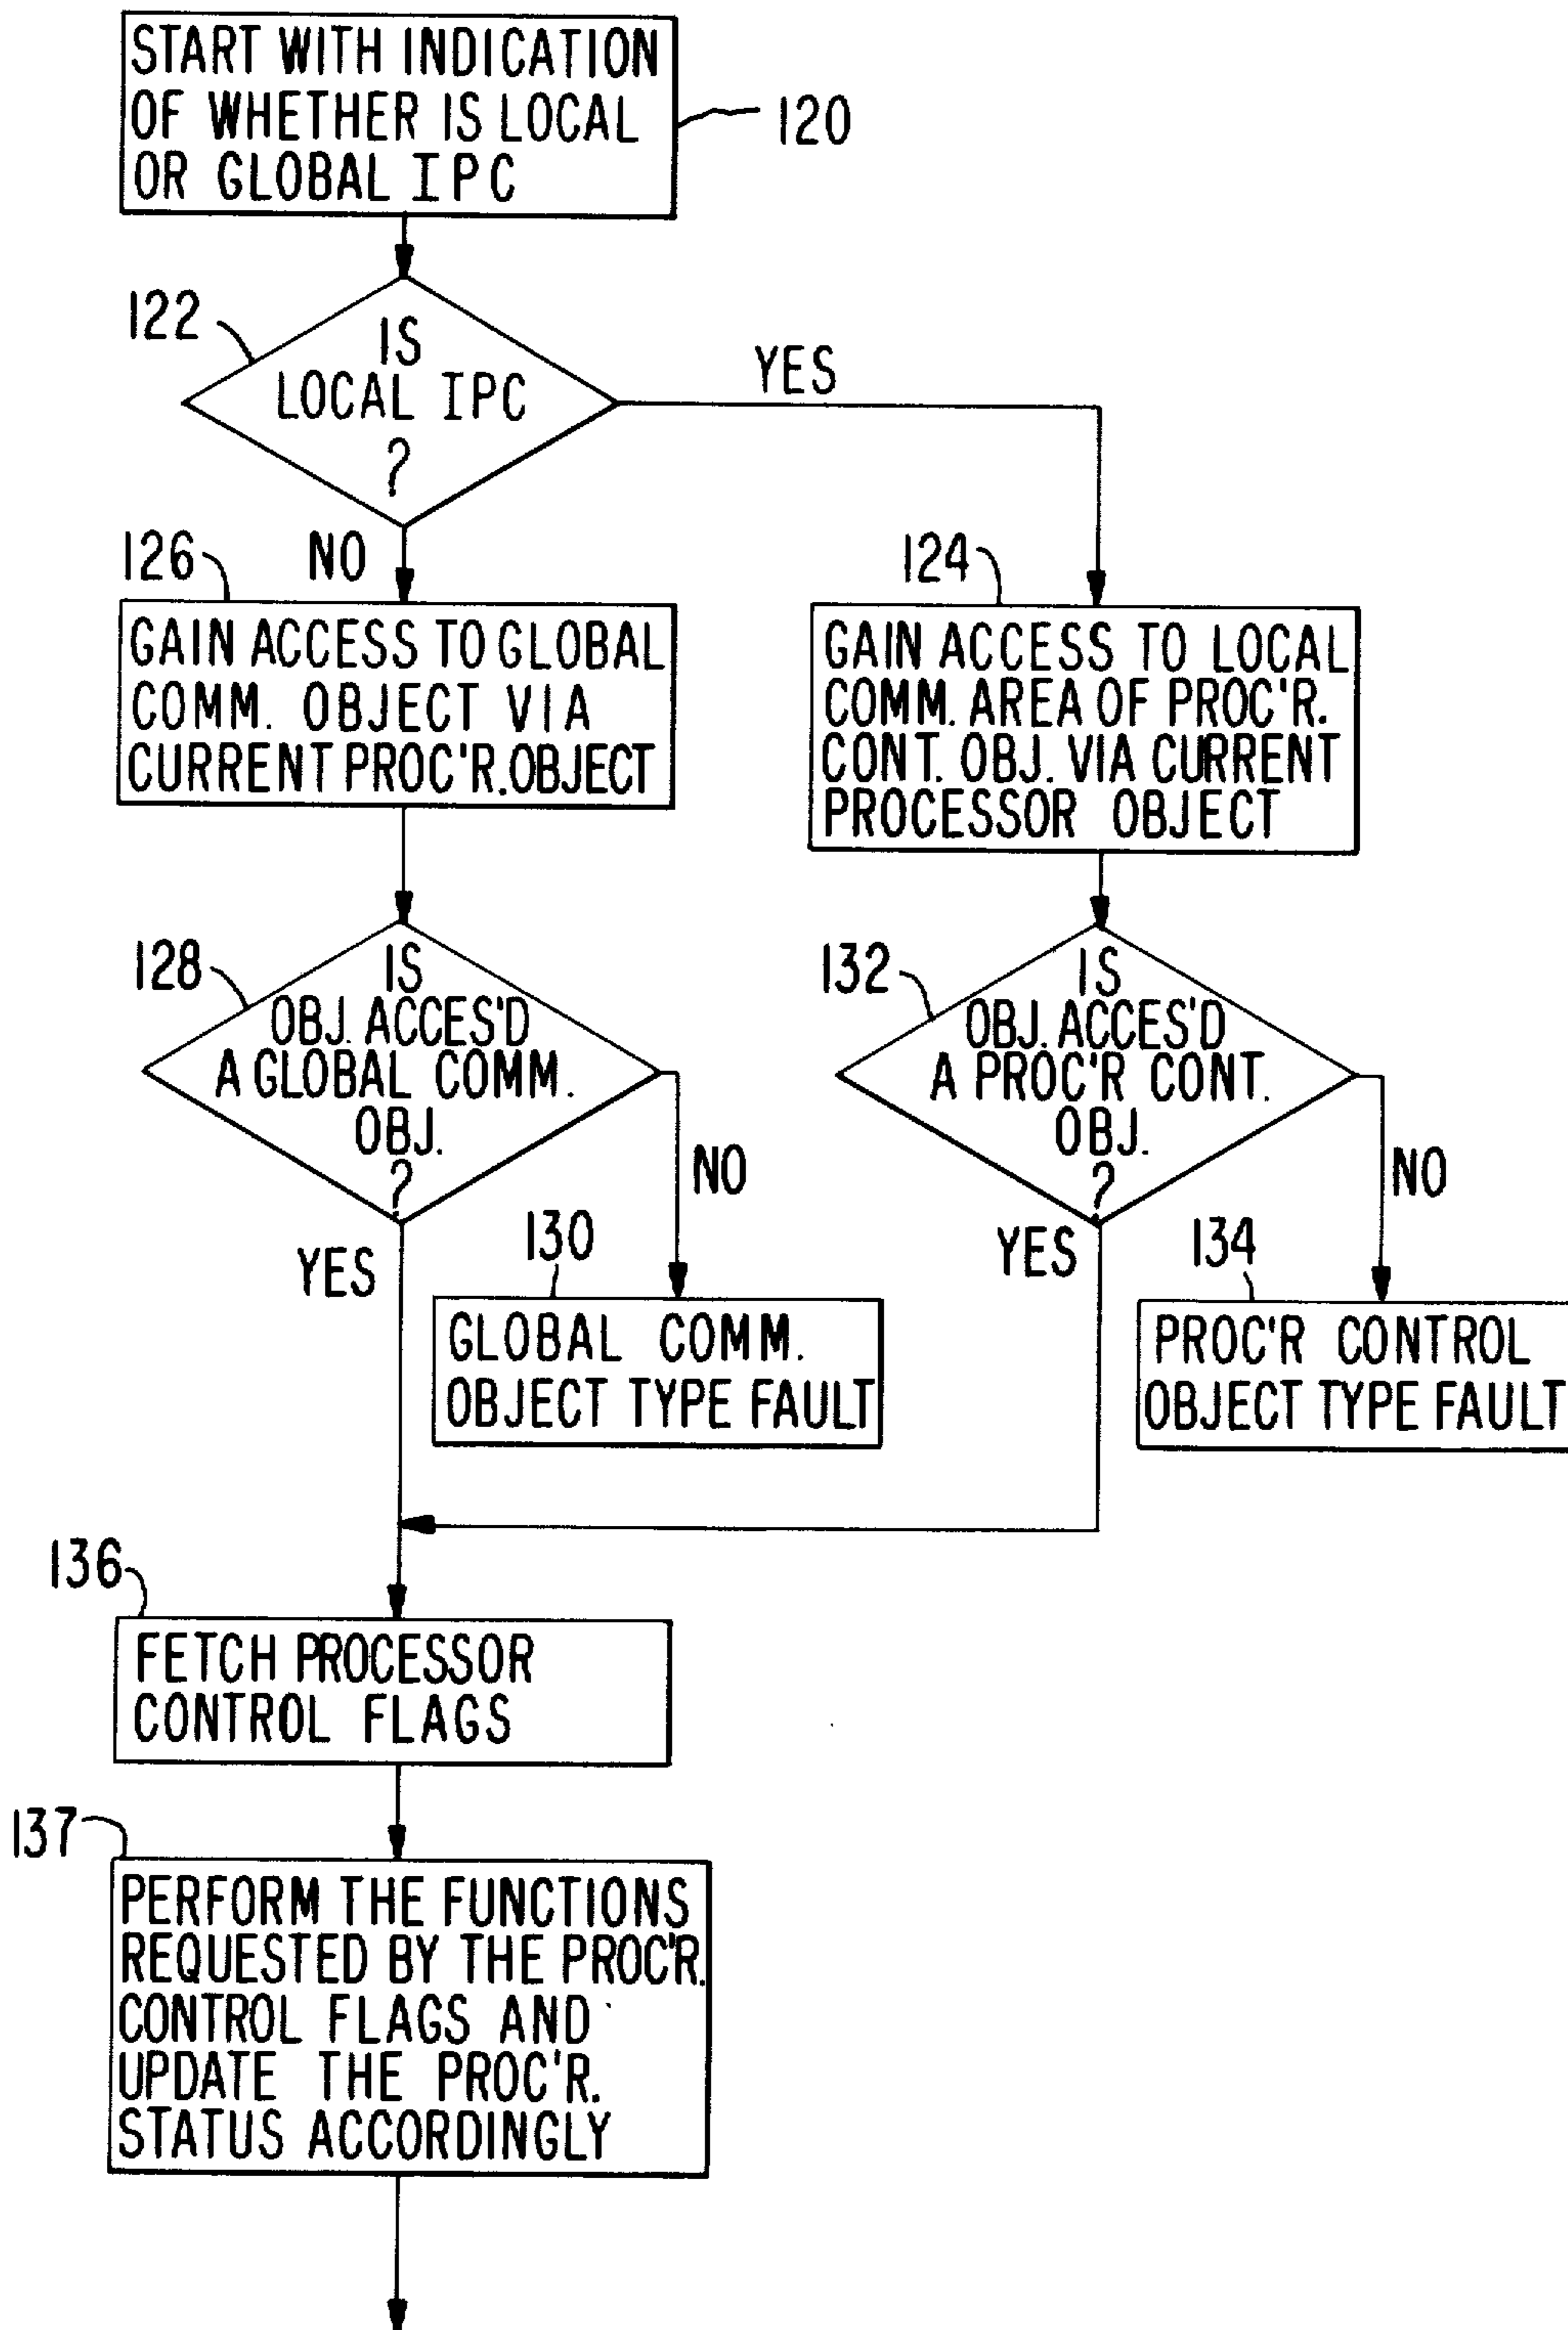 START WITH INDICATION
OF WHETHER IS LOCAL
OR GLOBAL IPC
120
122
IS
LOCAL IPC
?
YES
NO
126
GAIN ACCESS TO GLOBAL
COMM. OBJECT VIA
CURRENT PROC'R. OBJECT
124
GAIN ACCESS TO LOCAL
COMM. AREA OF PROC'R.
CONT. OBJ. VIA CURRENT
PROCESSOR OBJECT
128
IS
OBJ. ACCES'D
A GLOBAL COMM.
OBJ.
?
NO
YES
132
IS
OBJ. ACCES'D
A PROC'R CONT.
OBJ.
?
NO
YES
130
GLOBAL COMM.
OBJECT TYPE FAULT
134
PROC'R CONTROL
OBJECT TYPE FAULT
136
FETCH PROCESSOR
CONTROL FLAGS
137
PERFORM THE FUNCTIONS
REQUESTED BY THE PROC'R.
CONTROL FLAGS AND
UPDATE THE PROC'R.
STATUS ACCORDINGLY